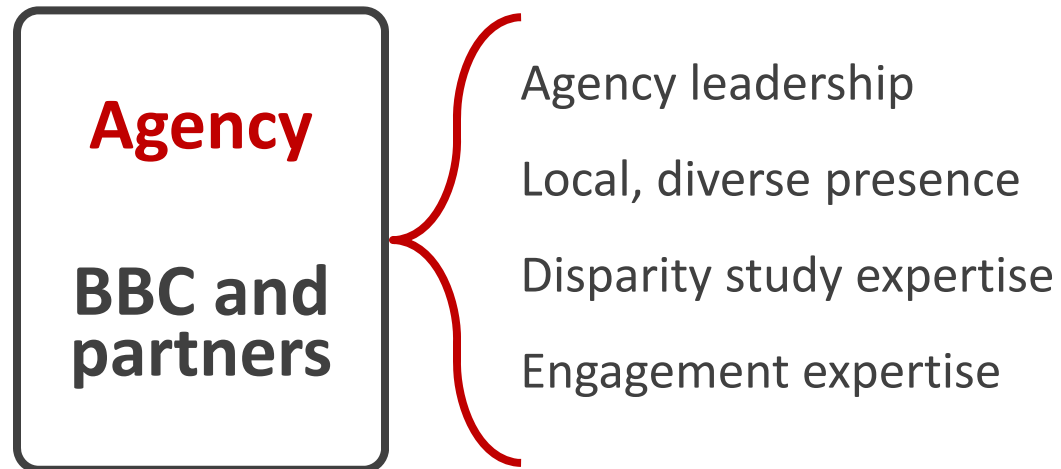 Agency
BBC and
partners
Agency leadership
Local, diverse presence
Disparity study expertise
Engagement expertise